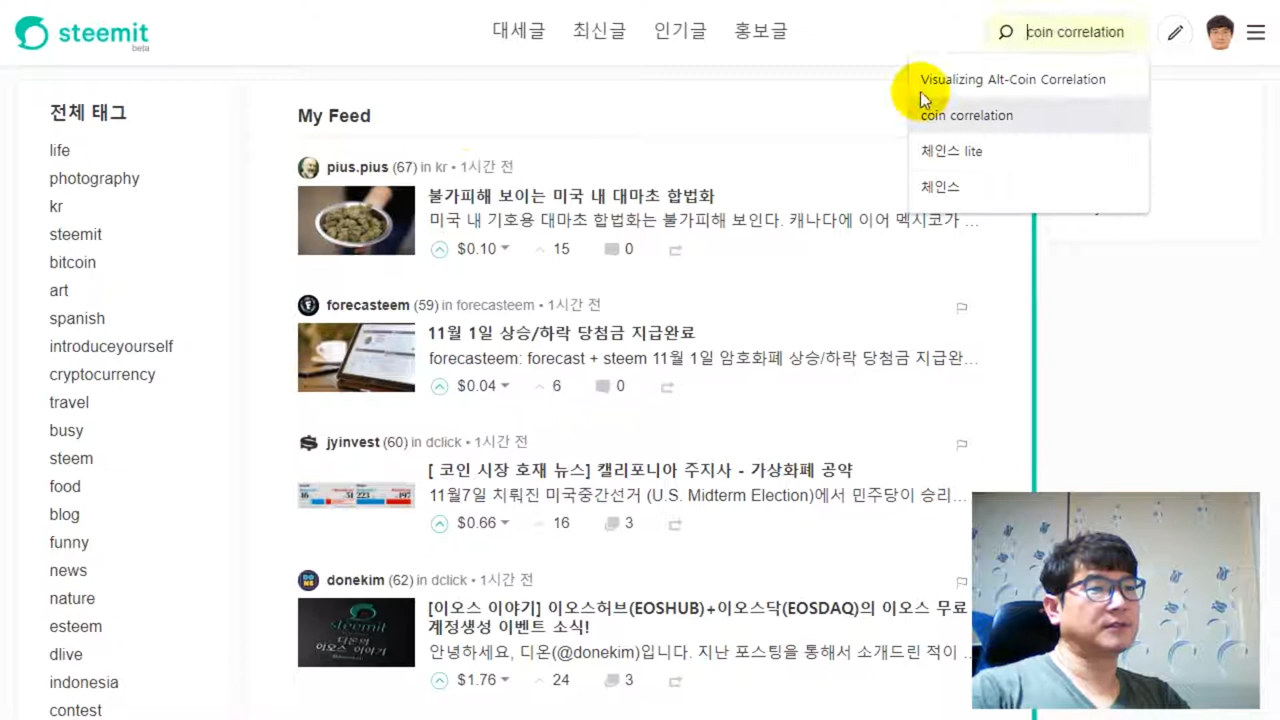 steemit
beta
대세글 최신글 인기글 홍보글
coin correlation
Visualizing Alt-Coin Correlation
coin correlation
체인스 lite
체인스
전체 태그
life
photography
kr
steemit
bitcoin
art
spanish
introduceyourself
cryptocurrency
travel
busy
steem
food
blog
funny
news
nature
esteem
dlive
indonesia
contest
My Feed
pius.pius (67) in kr • 1시간 전
불가피해 보이는 미국 내 대마초 합법화
미국 내 기호용 대마초 합법화는 불가피해 보인다. 캐나다에 이어 멕시코가 ...
$0.10 15 0
forecasteem (59) in forecasteem • 1시간 전
11월 1일 상승/하락 당첨금 지급완료
forecasteem: forecast + steem 11월 1일 암호화폐 상승/하락 당첨금 지급완...
$0.04 6 0
jyinvest (60) in dclick • 1시간 전
[ 코인 시장 호재 뉴스] 캘리포니아 주지사 - 가상화폐 공약
11월7일 치뤄진 미국중간선거 (U.S. Midterm Election)에서 민주당이 승리...
$0.66 16 3
donekim (62) in dclick • 1시간 전
[이오스 이야기] 이오스허브(EOSHUB)+이오스닥(EOSDAQ)의 이오스 무료
계정생성 이벤트 소식!
안녕하세요, 디온(@donekim)입니다. 지난 포스팅을 통해서 소개드린 적이 ...
$1.76 24 3
steemit
디온의
이오스 이야기